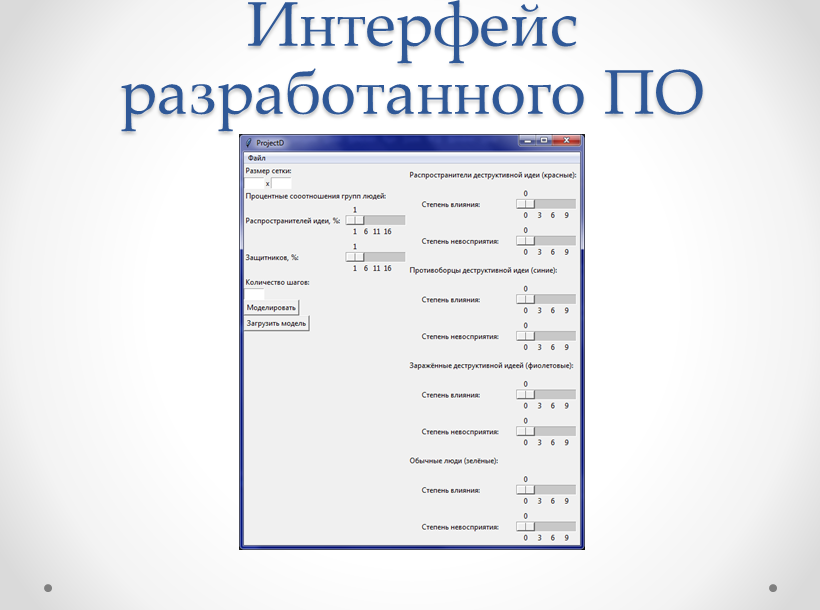 Интерфейс
разработанного ПО
ProjectD
Файл
Размер сетки:
x
Процентные сооотношения групп людей:
1
Распространителей идеи, %:
1 6 11 16
1
Защитников, %:
1 6 11 16
Количество шагов:
Моделировать
Загрузить модель
Распространители деструктивной идеи (красные):
0
Степень влияния:
0 3 6 9
0
Степень невосприятия:
0 3 6 9
Противоборцы деструктивной идеи (синие):
0
Степень влияния:
0 3 6 9
0
Степень невосприятия:
0 3 6 9
Заражённые деструктивной идеей (фиолетовые):
0
Степень влияния:
0 3 6 9
0
Степень невосприятия:
0 3 6 9
Обычные люди (зелёные):
0
Степень влияния:
0 3 6 9
0
Степень невосприятия:
0 3 6 9